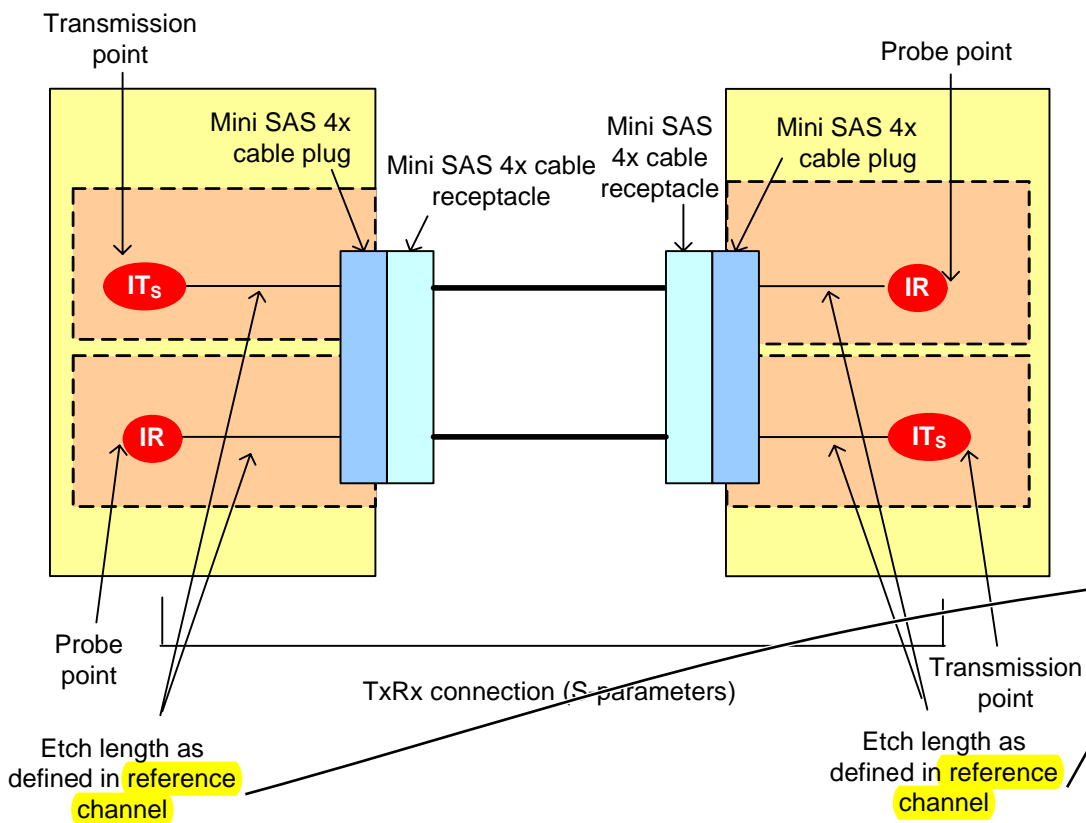 Transmission
point
Probe point
Mini SAS 4x
cable plug
Mini SAS 4x cable
receptacle
Mini SAS
4x cable
receptacle
Mini SAS 4x
cable plug
ITS
IR
IR
ITS
Probe
point
TxRx connection (S-parameters)
Transmission
point
Etch length as
defined in reference
channel
Etch length as
defined in reference
channel